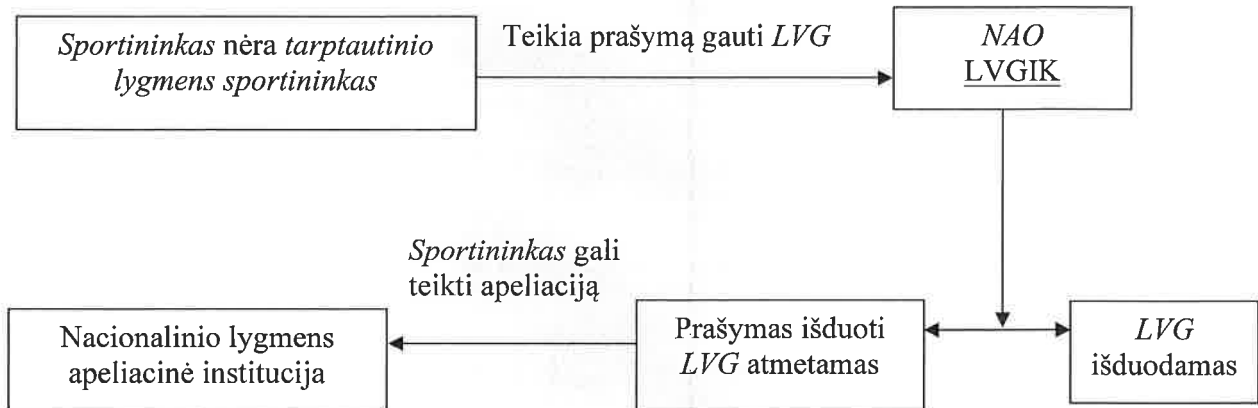 Sportininkas nėra tarptautinio
lygmens sportininkas
Teikia prašymą gauti LVG
NAO
LVGIK
Sportininkas gali
teikti apeliaciją
Nacionalinio lygmens
apeliacinė institucija
Prašymas išduoti
LVG atmetamas
LVG
išduodamas